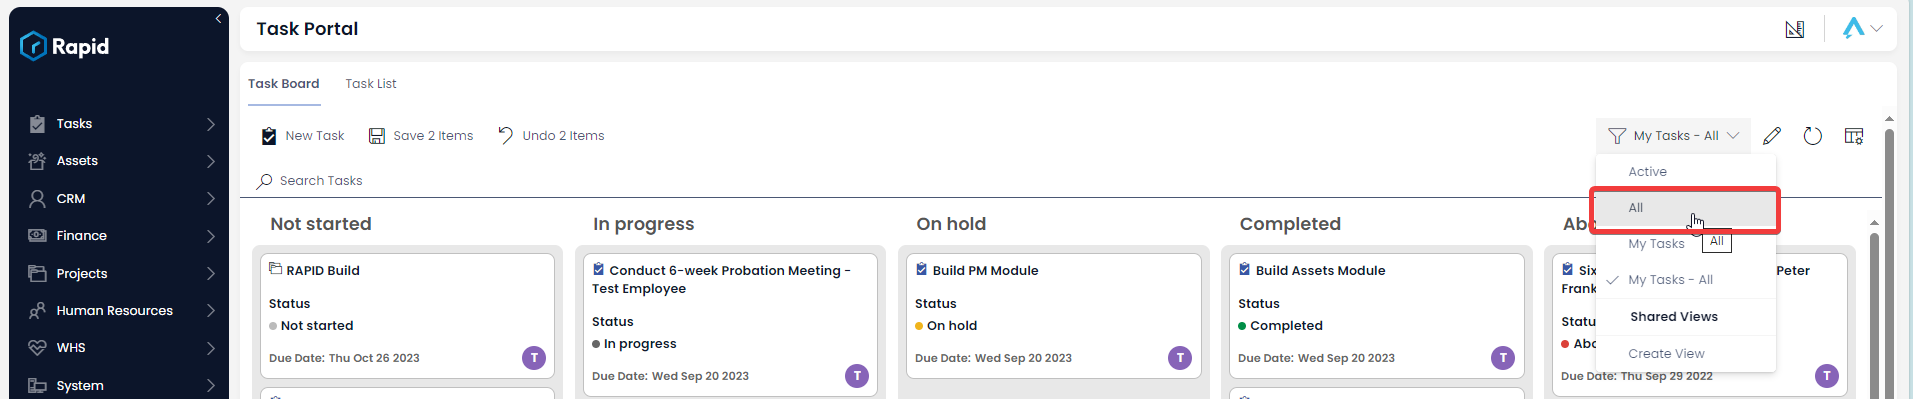 Rapid
Tasks
Assets
CRM
Finance
Projects
Human Resources
WHS
System
Task Portal
Task Board
Task List
New Task
Save 2 Items
Undo 2 Items
My Tasks - All
Search Tasks
Active
All
My Tasks
All
My Tasks - All
Shared Views
Create View
Not started
RAPID Build
Status
Not started
Due Date: Thu Oct 26 2023
T
In progress
Conduct 6-week Probation Meeting -
Test Employee
Status
In progress
Due Date: Wed Sep 20 2023
T
On hold
Build PM Module
Status
On hold
Due Date: Wed Sep 20 2023
T
Completed
Build Assets Module
Status
Completed
Due Date: Wed Sep 20 2023
T
Ab
Six Peter
Frank
Statu
Abo
Due Date: Thu Sep 29 2022
T